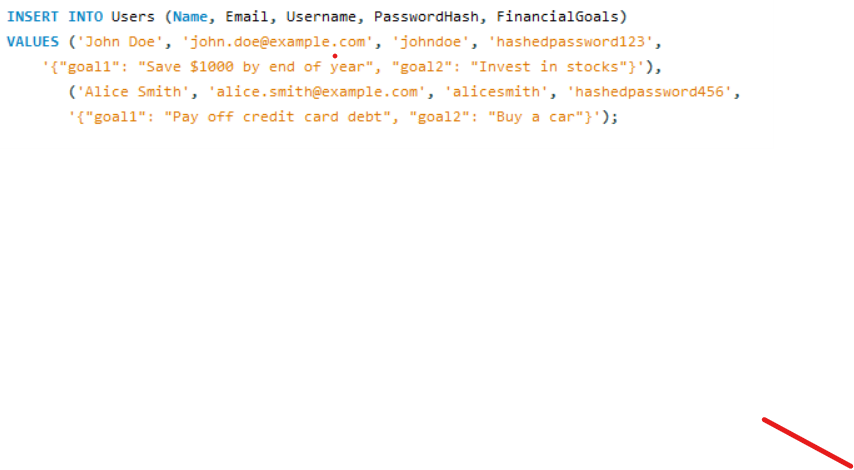 INSERT INTO Users (Name, Email, Username, PasswordHash, FinancialGoals)
VALUES ('John Doe', 'john.doe@example.com', 'johndoe', 'hashedpassword123',
'{"goal1": "Save $1000 by end of year", "goal2": "Invest in stocks"}'),
('Alice Smith', 'alice.smith@example.com', 'alicesmith', 'hashedpassword456',
'{"goal1": "Pay off credit card debt", "goal2": "Buy a car"}');